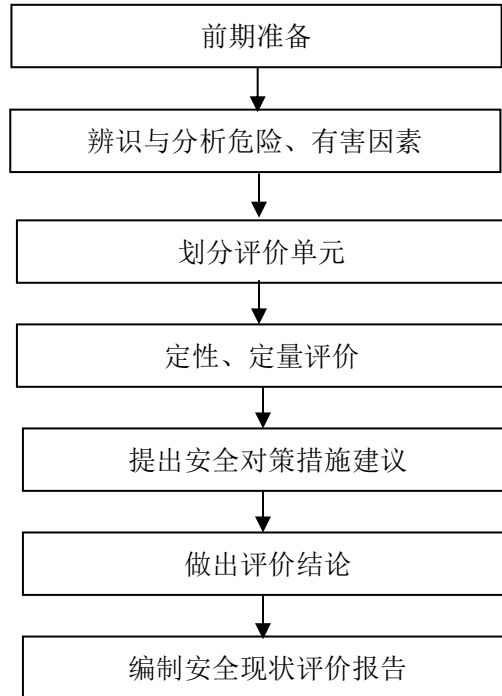 前期准备
辨识与分析危险、有害因素
划分评价单元
定性、定量评价
提出安全对策措施建议
做出评价结论
编制安全现状评价报告